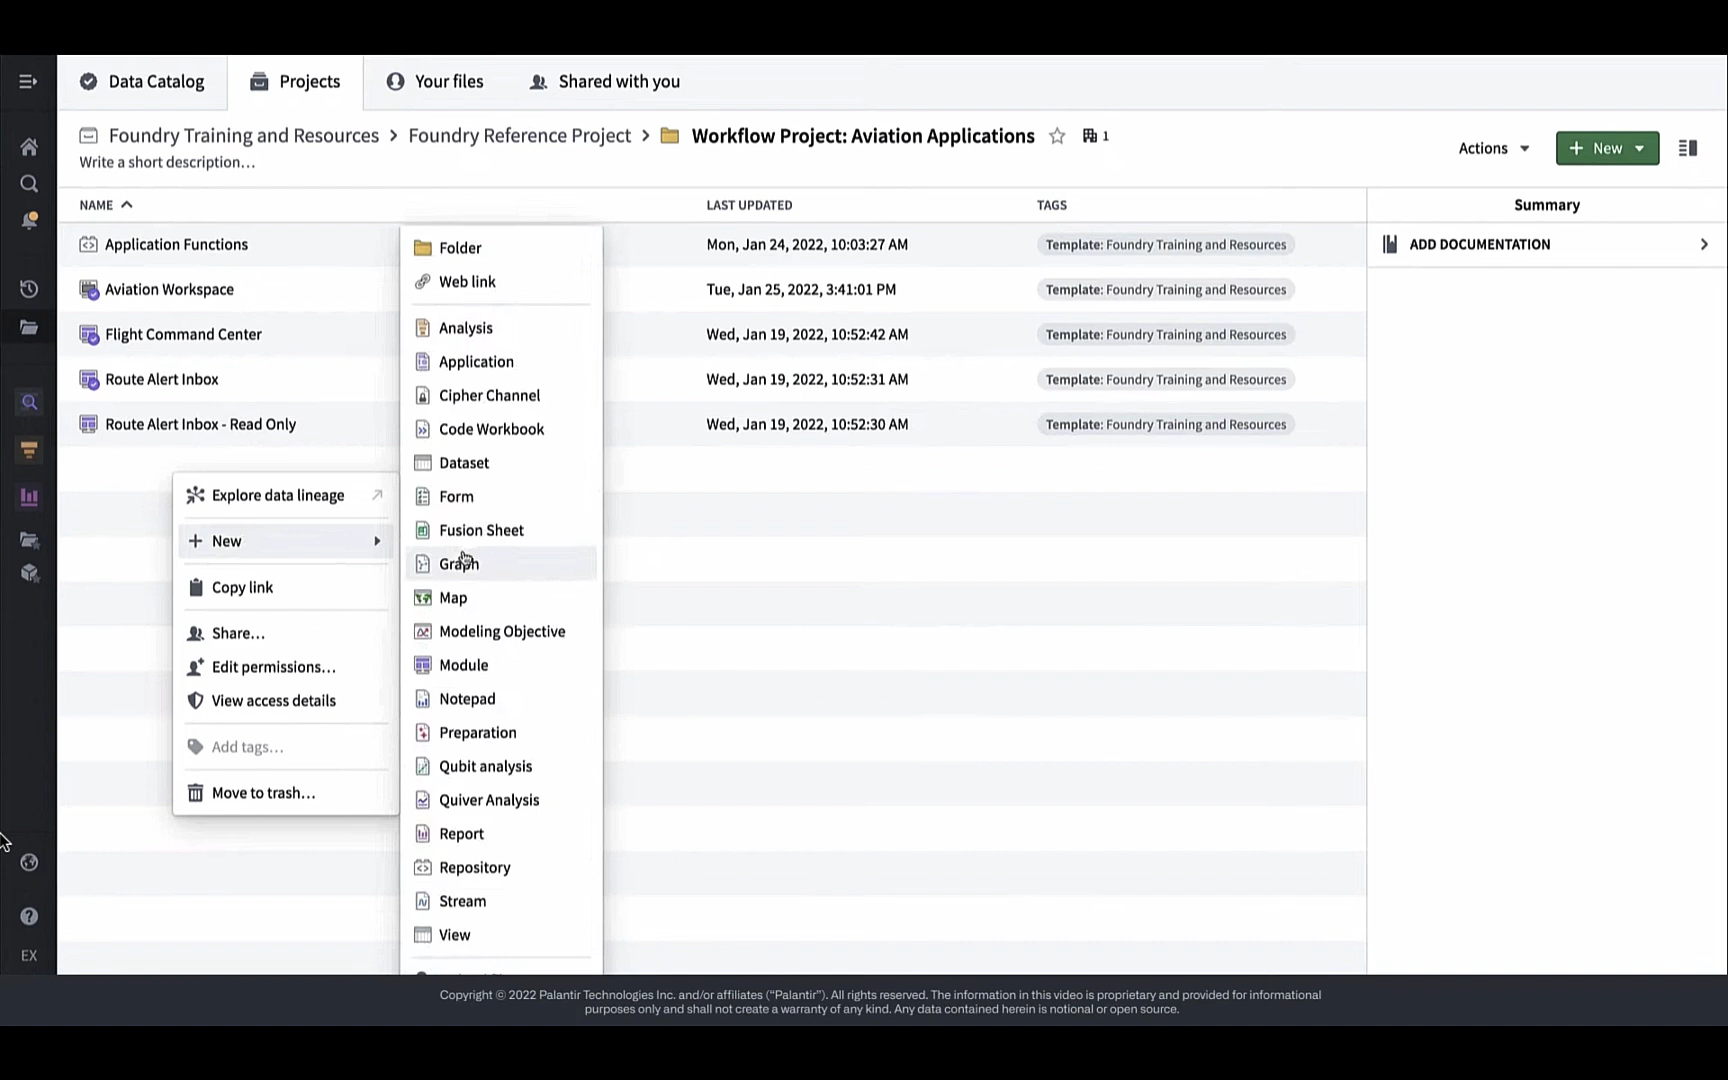 Data Catalog
Projects
Your files
Shared with you
Foundry Training and Resources > Foundry Reference Project > Workflow Project: Aviation Applications
1
Write a short description...
Actions
+ New
NAME
LAST UPDATED
TAGS
Summary
Application Functions
Mon, Jan 24, 2022, 10:03:27 AM
Template: Foundry Training and Resources
ADD DOCUMENTATION
Aviation Workspace
Tue, Jan 25, 2022, 3:41:01 PM
Template: Foundry Training and Resources
Flight Command Center
Wed, Jan 19, 2022, 10:52:42 AM
Template: Foundry Training and Resources
Route Alert Inbox
Wed, Jan 19, 2022, 10:52:31 AM
Template: Foundry Training and Resources
Route Alert Inbox - Read Only
Wed, Jan 19, 2022, 10:52:30 AM
Template: Foundry Training and Resources
Explore data lineage
New
Copy link
Share...
Edit permissions...
View access details
Add tags...
Move to trash...
Folder
Web link
Analysis
Application
Cipher Channel
Code Workbook
Dataset
Form
Fusion Sheet
Graph
Map
Modeling Objective
Module
Notepad
Preparation
Qubit analysis
Quiver Analysis
Report
Repository
Stream
View
EX
Copyright © 2022 Palantir Technologies Inc. and/or affiliates (“Palantir”). All rights reserved. The information in this video is proprietary and provided for informational
purposes only and shall not create a warranty of any kind. Any data contained herein is notional or open source.